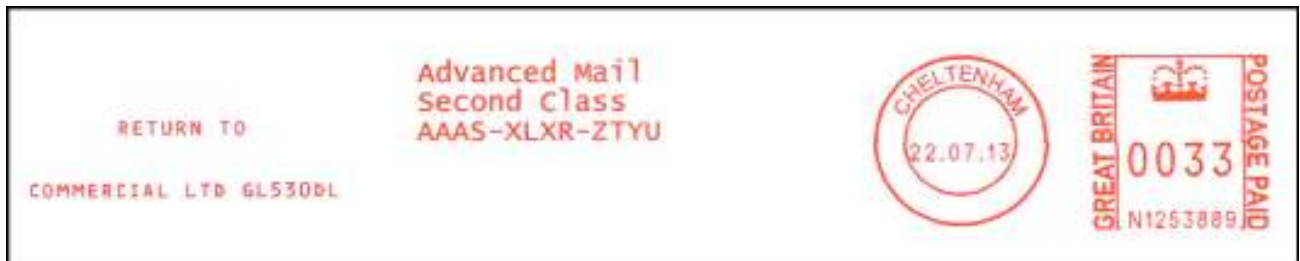 RETURN TO
COMMERCIAL LTD GL530DL
Advanced Mail
Second Class
AAAS-XLXR-ZTYU
CHELTENHAM
22.07.13
GREAT BRITAIN
0033
N1253889
POSTAGE PAID